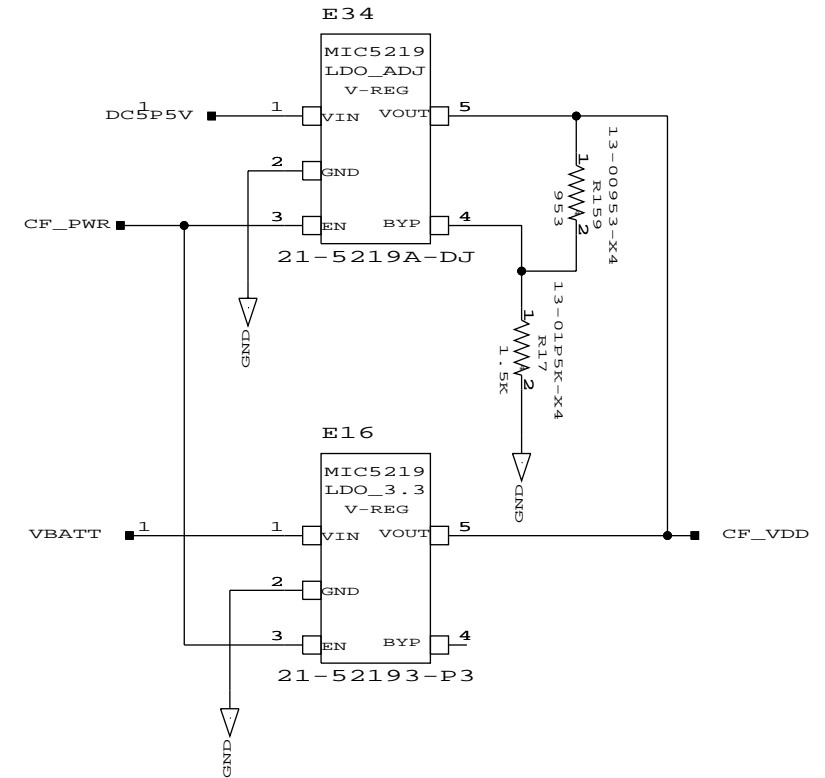 E34
MIC5219
LDO_ADJ
V-REG
DC5P5V
1
1
VIN
VOUT
5
2
GND
CF_PWR
3
EN
BYP
4
21-5219A-DJ
GND
1
2
953
R159
13-00953-X4
1
2
1.5K
R17
13-01P5K-X4
GND
E16
MIC5219
LDO_3.3
V-REG
VBATT
1
1
VIN
VOUT
5
CF_VDD
2
GND
3
EN
BYP
4
21-52193-P3
GND